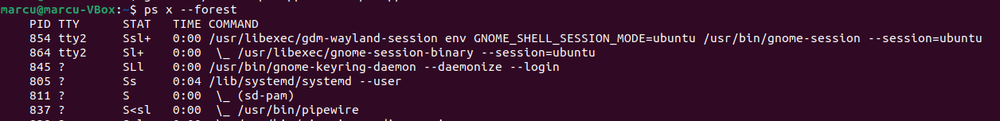 marcu@marcu-VBox:~$ ps x --forest
PID TTY STAT TIME COMMAND
854 tty2 Ssl+ 0:00 /usr/libexec/gdm-wayland-session env GNOME_SHELL_SESSION_MODE=ubuntu /usr/bin/gnome-session --session=ubuntu
864 tty2 Sl+ 0:00 \_ /usr/libexec/gnome-session-binary --session=ubuntu
845 ? SLl 0:00 /usr/bin/gnome-keyring-daemon --daemonize --login
805 ? Ss 0:04 /lib/systemd/systemd --user
811 ? S 0:00 \_ (sd-pam)
837 ? S<sl 0:00 \_ /usr/bin/pipewire